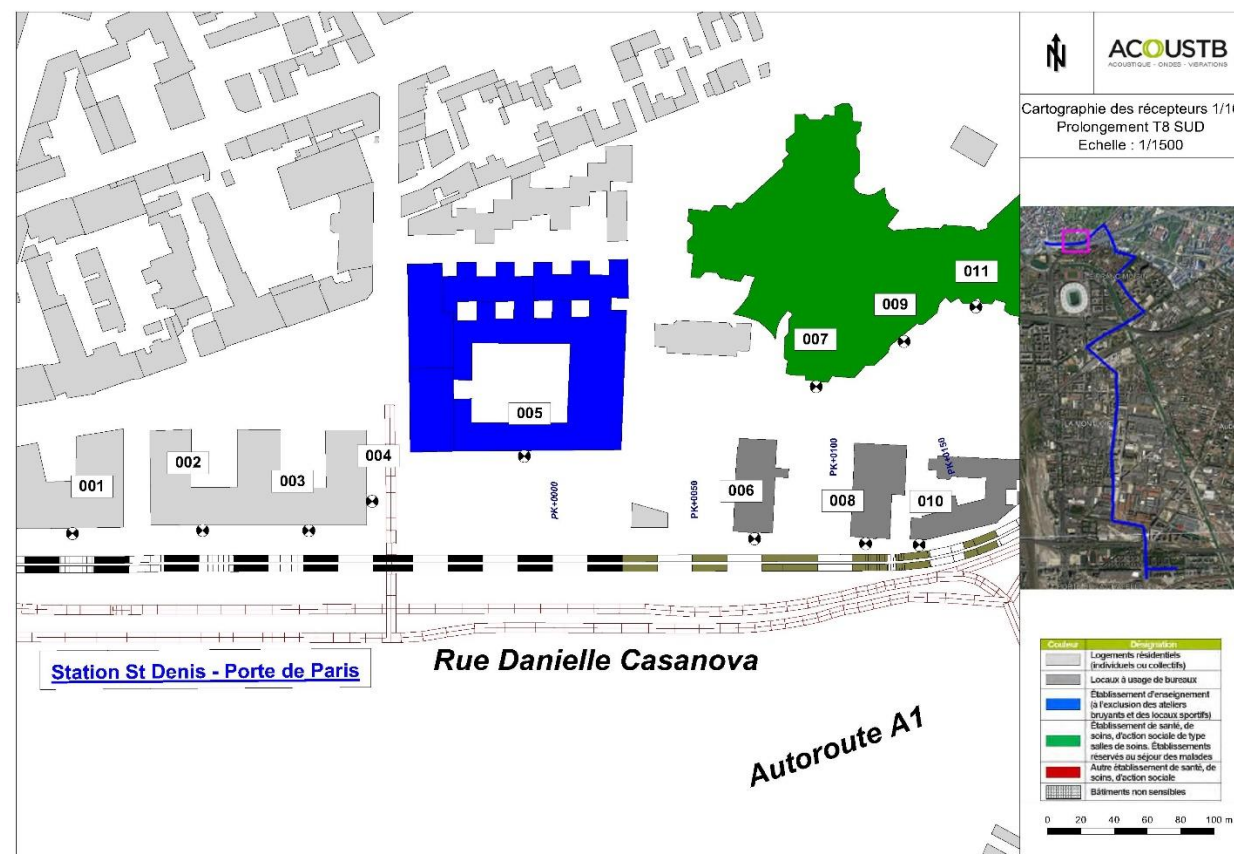 ACOUSTB
ACOUSTIQUE - ONDES - VIBRATIONS
Cartographie des récepteurs 1/16
Prolongement T8 SUD
Echelle : 1/1500
011
009
007
005
004
002
003
001
006
008
010
PK+0000
PK+0050
PK+0100
PK+0150
Station St Denis - Porte de Paris
Rue Danielle Casanova
Autoroute A1
Couleur Désignation
Logements résidentiels
(individuels ou collectifs)
Locaux à usage de bureaux
Établissement d'enseignement
(à l'exclusion des ateliers
bruyants et des locaux sportifs)
Établissement de santé, de
soins, d'action sociale de type
salles de soins. Établissements
réservés au séjour des malades
Autre établissement de santé, de
soins, d'action sociale
Bâtiments non sensibles
0 20 40 60 80 100 m